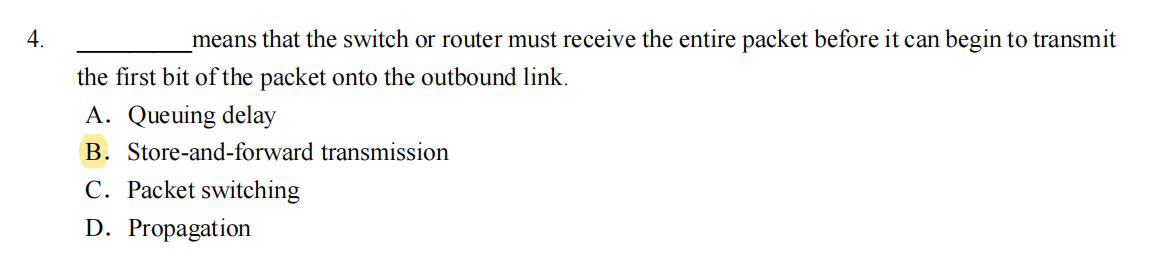 4. _________means that the switch or router must receive the entire packet before it can begin to transmit
the first bit of the packet onto the outbound link.
A. Queuing delay
B. Store-and-forward transmission
C. Packet switching
D. Propagation